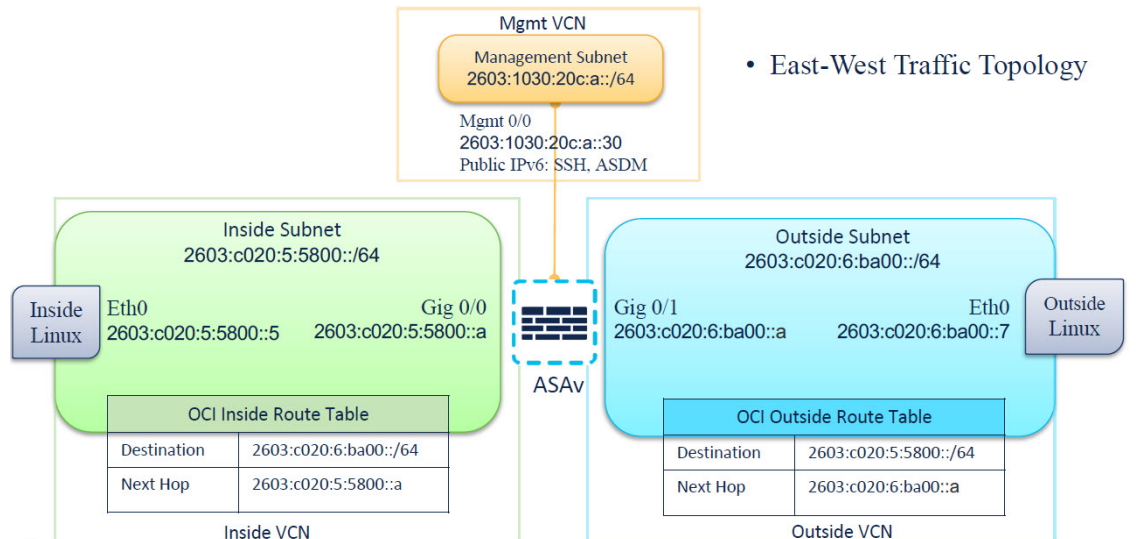 Mgmt VCN
Management Subnet
2603:1030:20c:a::/64
• East-West Traffic Topology
Mgmt 0/0
2603:1030:20c:a::30
Public IPv6: SSH, ASDM
Inside Subnet
2603:c020:5:5800::/64
Outside Subnet
2603:c020:6:ba00::/64
Inside
Linux
Eth0
2603:c020:5:5800::5
Gig 0/0
2603:c020:5:5800::a
ASAv
Gig 0/1
2603:c020:6:ba00::a
Eth0
2603:c020:6:ba00::7
Outside
Linux
OCI Inside Route Table
Destination 2603:c020:6:ba00::/64
Next Hop 2603:c020:5:5800::a
Inside VCN
OCI Outside Route Table
Destination 2603:c020:5:5800::/64
Next Hop 2603:c020:6:ba00::a
Outside VCN